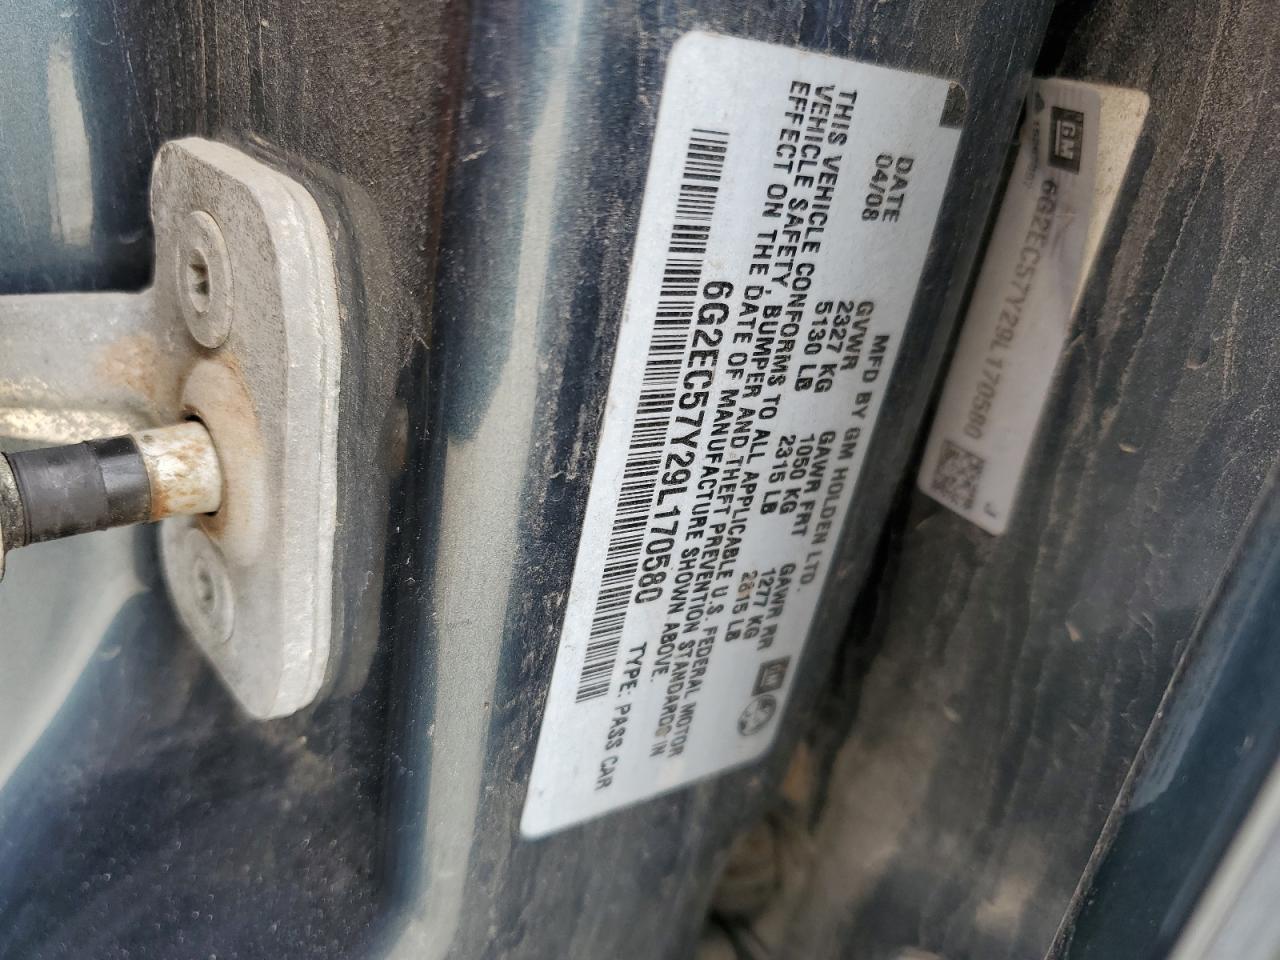 MFD BY GM HOLDEN LTD.
DATE GVWR GAWR FRT GAWR RR
04/08 2327 KG 1050 KG 1277 KG
5130 LB 2315 LB 2815 LB
THIS VEHICLE CONFORMS TO ALL APPLICABLE U.S. FEDERAL MOTOR
VEHICLE SAFETY, BUMPER AND THEFT PREVENTION STANDARDS IN
EFFECT ON THE DATE OF MANUFACTURE SHOWN ABOVE.
6G2EC57Y29L170580 TYPE: PASS CAR
GM
GM
6G2EC57Y29L170580
J